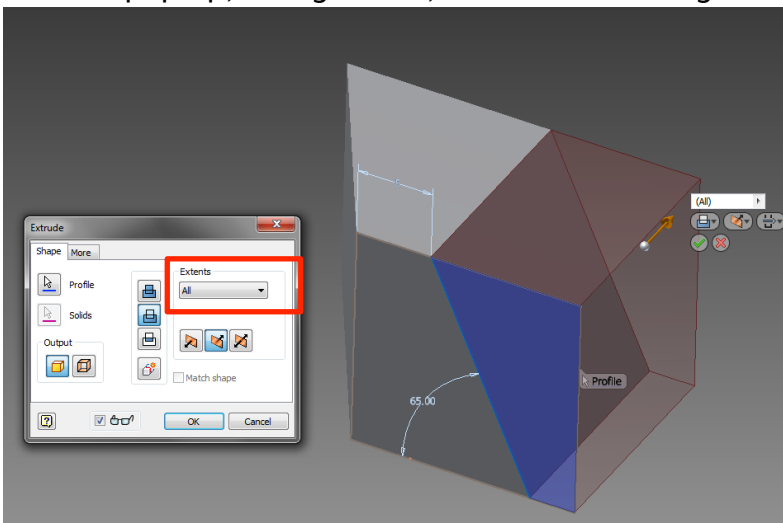 (All)
Extrude
Shape More
Profile
Solids
Output
Extents
All
Match shape
OK Cancel
65.00
Profile